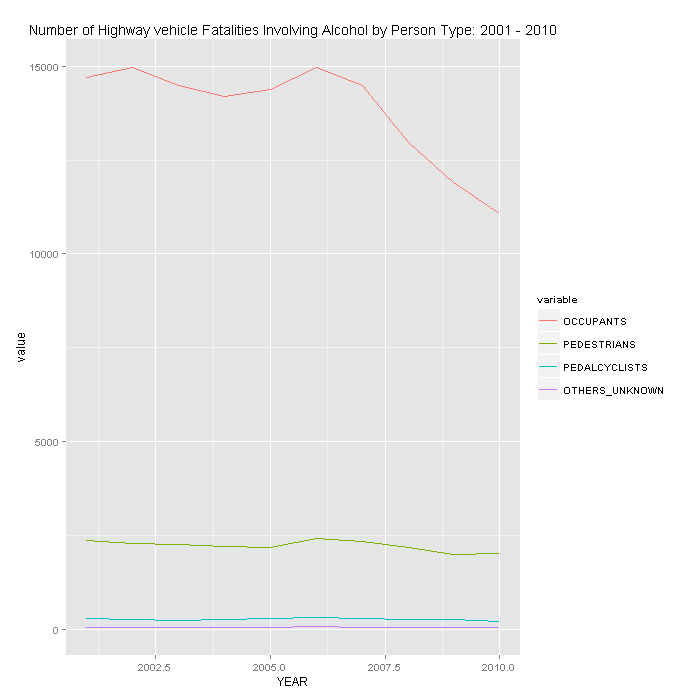 Number of Highway vehicle Fatalities Involving Alcohol by Person Type: 2001 - 2010
15000
10000
5000
0
value
2002.5
2005.0
2007.5
2010.0
YEAR
variable
OCCUPANTS
PEDESTRIANS
PEDALCYCLISTS
OTHERS_UNKNOWN